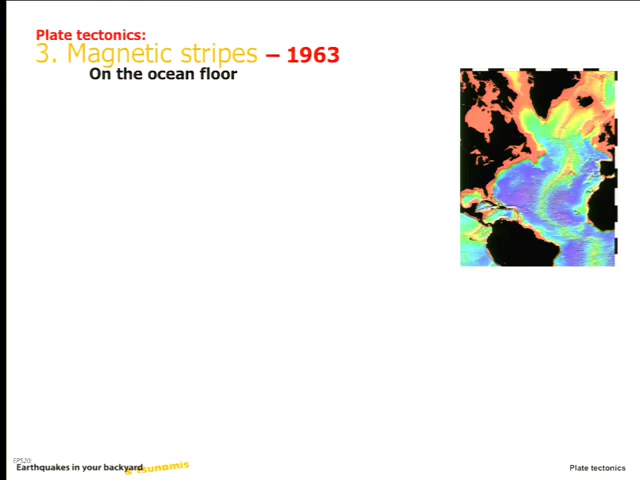 Plate tectonics:
3. Magnetic stripes – 1963
On the ocean floor
EPS20:
Earthquakes in your backyard
& Tsunamis
Plate tectonics